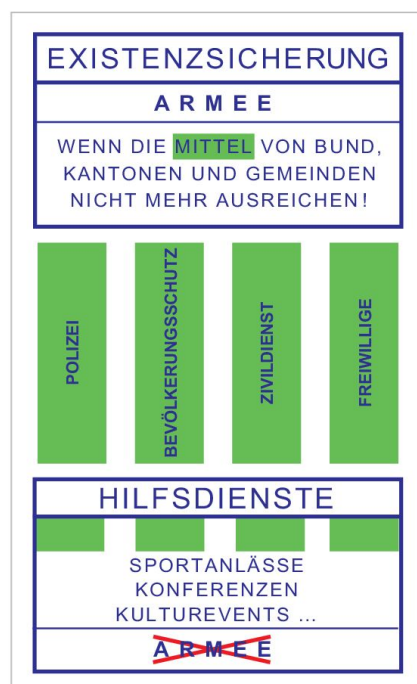 EXISTENZSICHERUNG
ARMEE
WENN DIE MITTEL VON BUND,
KANTONEN UND GEMEINDEN
NICHT MEHR AUSREICHEN!
POLIZEI
BEVÖLKERUNGSSCHUTZ
ZIVILDIENST
FREIWILLIGE
HILFSDIENSTE
SPORTANLÄSSE
KONFERENZEN
KULTUREVENTS ...
ARMEE